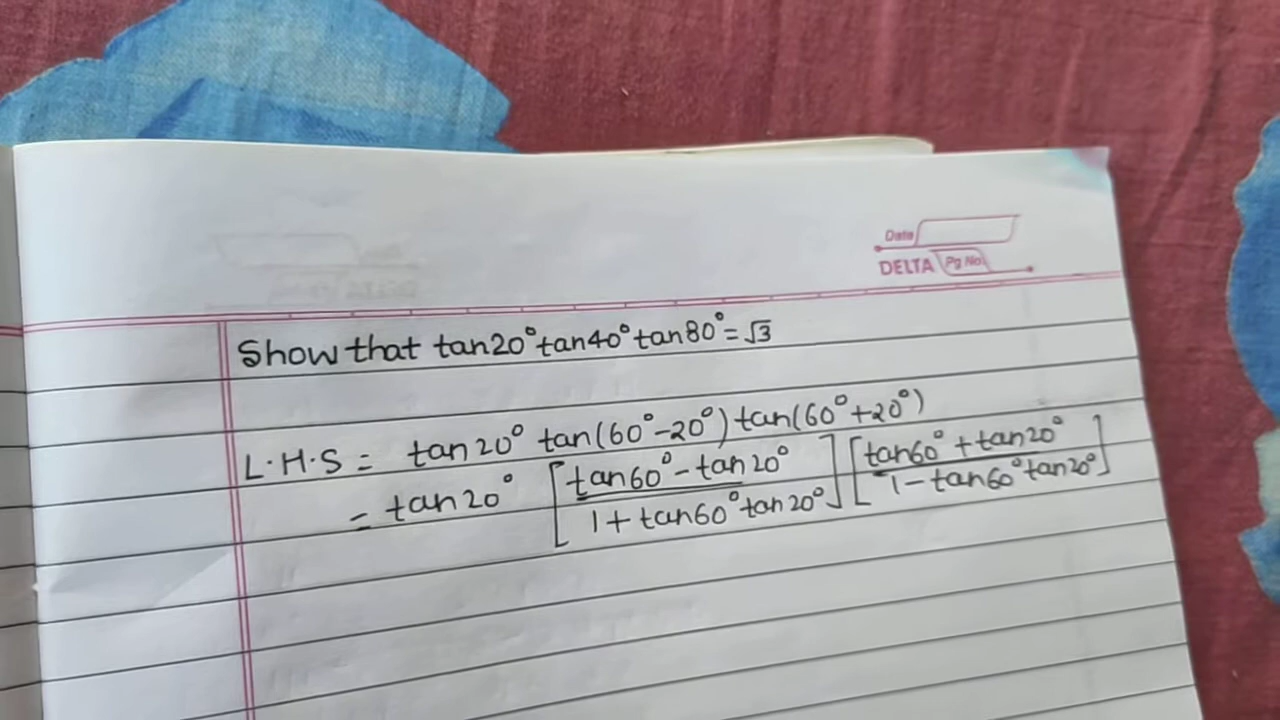 Date
DELTA Pg No.
Show that tan20° tan40° tan80° = √3
L.H.S = tan20° tan(60°-20°) tan(60°+20°)
= tan20° [tan60° - tan20° / 1 + tan60° tan20°] [tan60° + tan20° / 1 - tan60° tan20°]